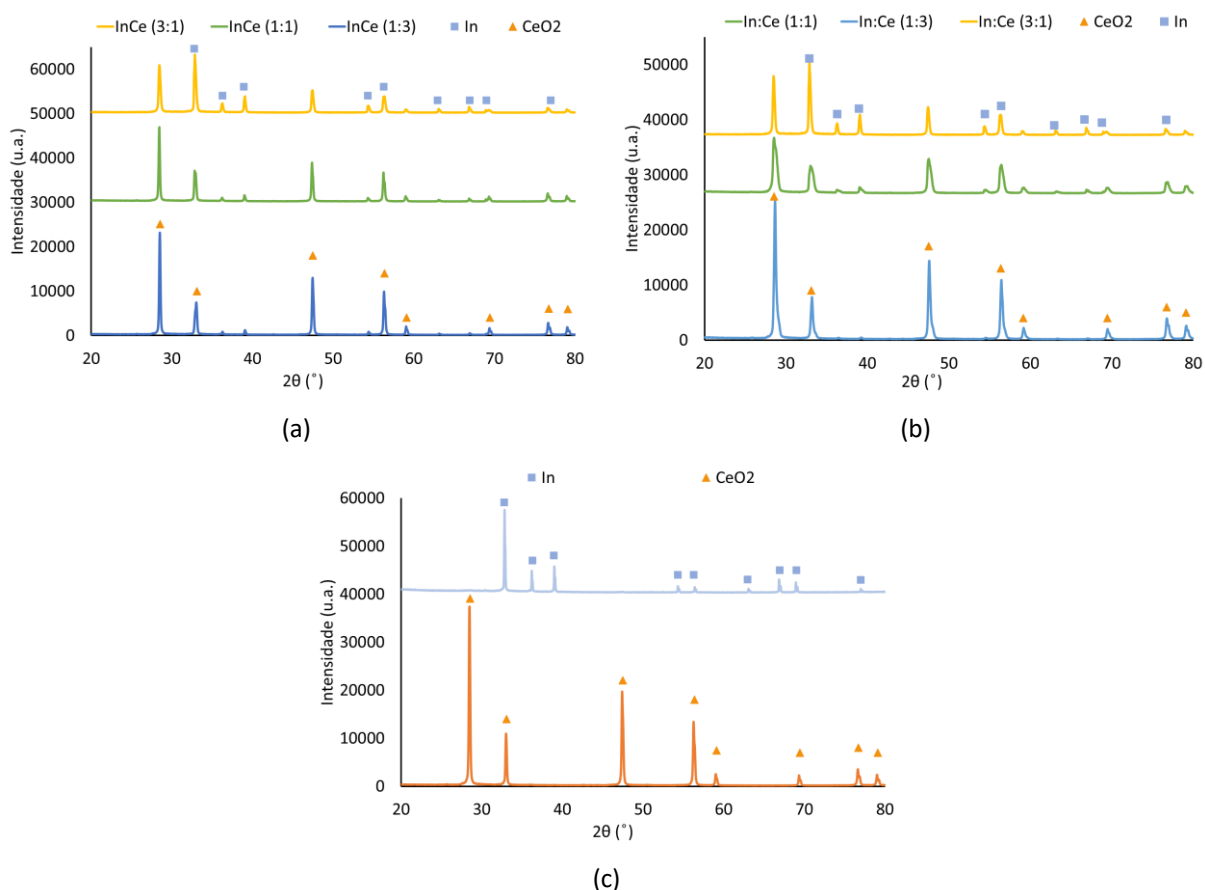 InCe (3:1) InCe (1:1) InCe (1:3) In CeO2
Intensidade (u.a.)
60000
50000
40000
30000
20000
10000
0
20 30 40 50 60 70 80
2θ (°)
(a)
In:Ce (1:1) In:Ce (1:3) In:Ce (3:1) CeO2 In
Intensidade (u.a.)
50000
40000
30000
20000
10000
0
20 30 40 50 60 70 80
2θ (°)
(b)
In CeO2
Intensidade (u.a.)
60000
50000
40000
30000
20000
10000
0
20 30 40 50 60 70 80
2θ (°)
(c)